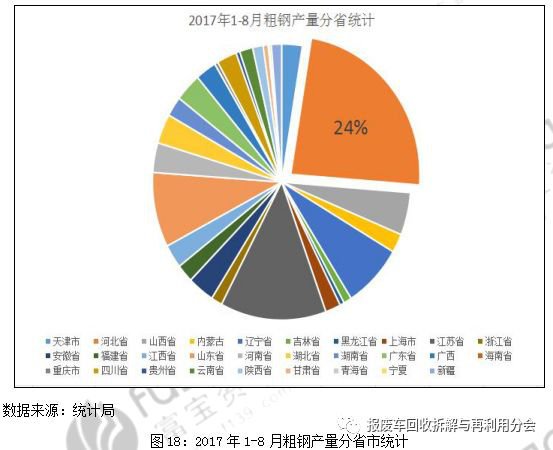 2017年1-8月粗钢产量分省统计
24%
天津市 河北省 山西省 内蒙古 辽宁省 吉林省 黑龙江省 上海市 江苏省 浙江省
安徽省 福建省 江西省 山东省 河南省 湖北省 湖南省 广东省 广西 海南省
重庆市 四川省 贵州省 云南省 陕西省 甘肃省 青海省 宁夏 新疆
数据来源：统计局
报废车回收拆解与再利用分会
图18：2017年1-8月粗钢产量分省市统计